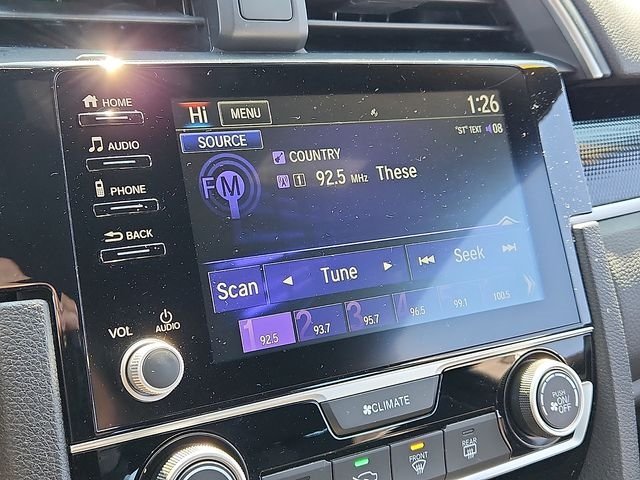 HOME
Hi MENU 1:26
SOURCE "ST" TEXT 08
AUDIO
COUNTRY
FM 1 92.5 MHz These
PHONE
BACK
Scan Tune Seek
1 92.5 2 93.7 3 95.7 4 96.5 99.1 100.5
VOL AUDIO
CLIMATE
PUSH
ON/
OFF
FRONT
REAR